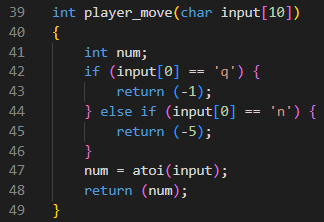 39 int player_move(char input[10])
40 {
41     int num;
42     if (input[0] == 'q') {
43         return (-1);
44     } else if (input[0] == 'n') {
45         return (-5);
46     }
47     num = atoi(input);
48     return (num);
49 }